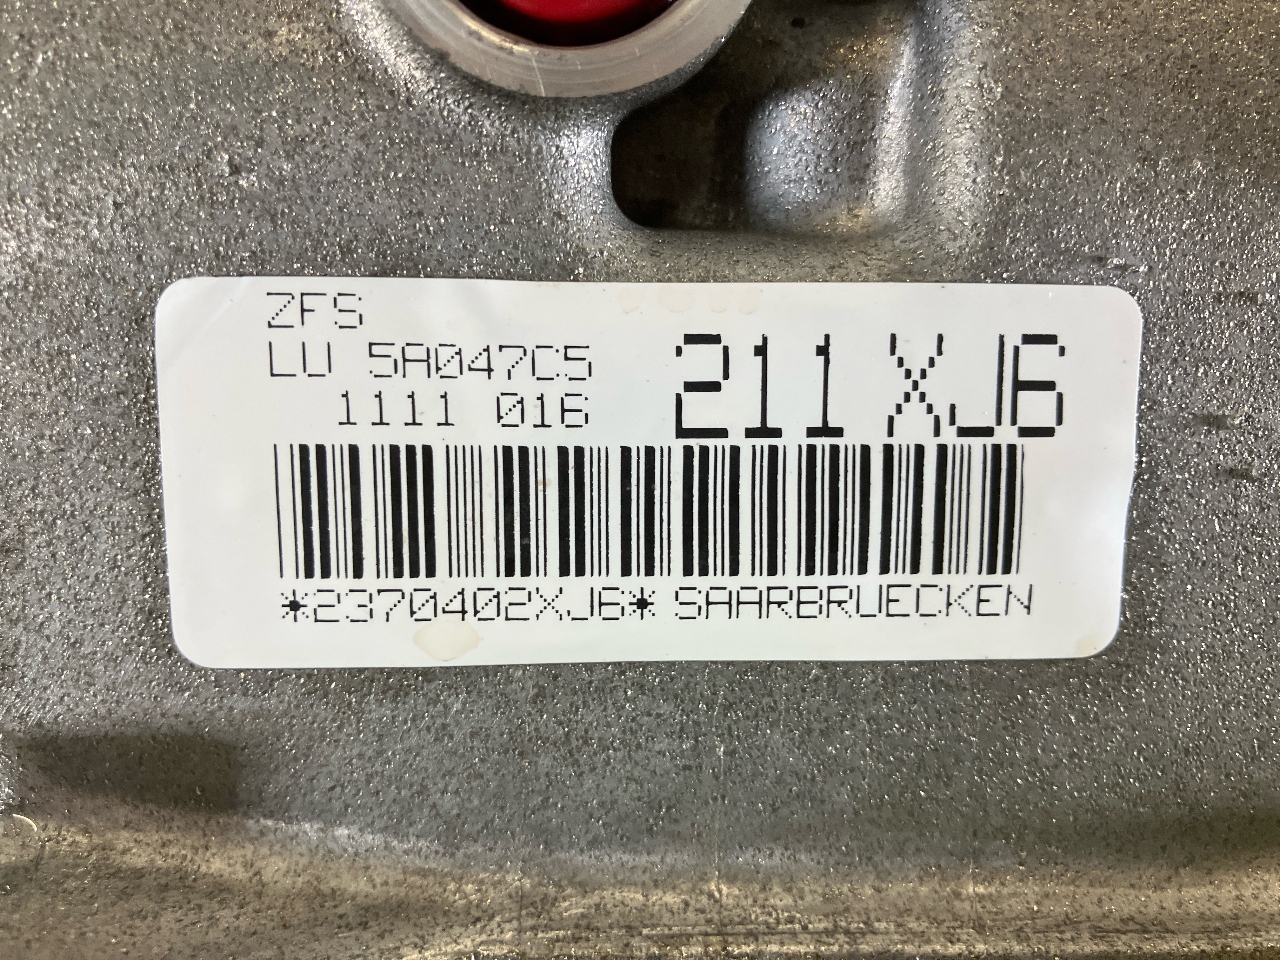 ZFS
LU 5A047C5
1111 016
211 XJ6
*2370402XJ6* SAARBRUECKEN